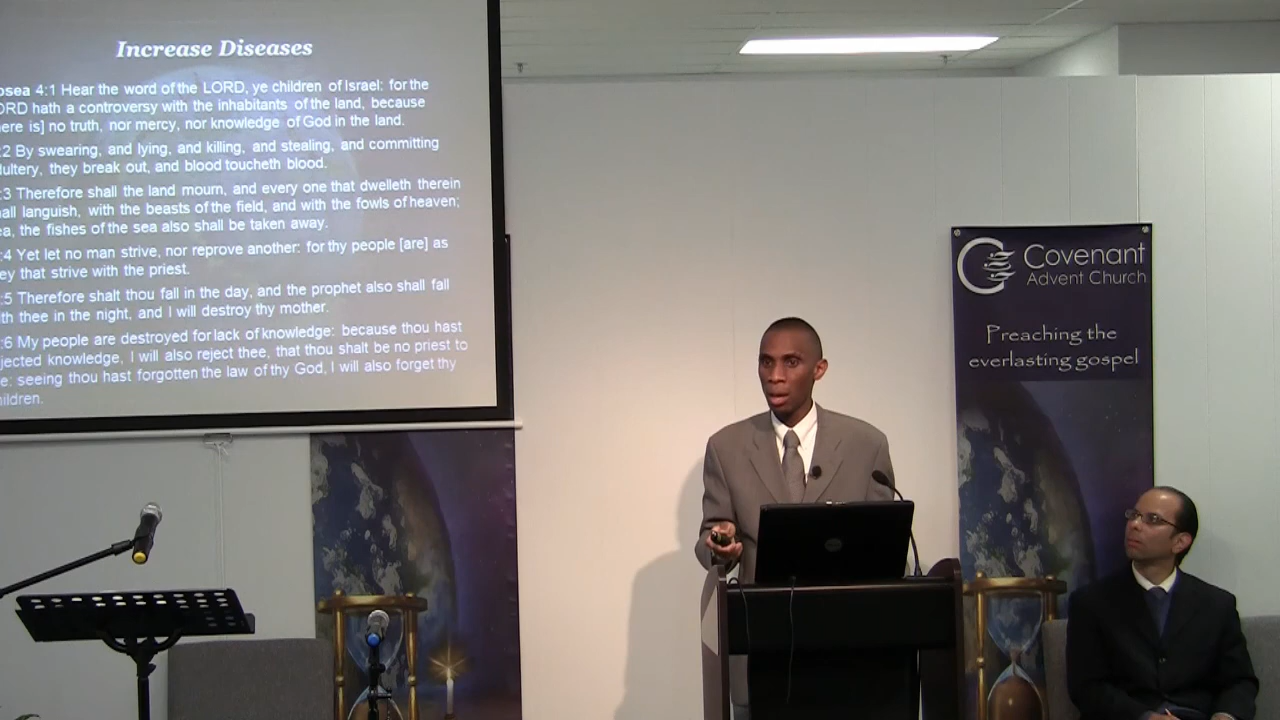 Increase Diseases
osea 4:1 Hear the word of the LORD, ye children of Israel: for the
ORD hath a controversy with the inhabitants of the land, because
ere is] no truth, nor mercy, nor knowledge of God in the land.
:2 By swearing, and lying, and killing, and stealing, and committing
dultery, they break out, and blood toucheth blood.
:3 Therefore shall the land mourn, and every one that dwelleth therein
all languish, with the beasts of the field, and with the fowls of heaven;
ea, the fishes of the sea also shall be taken away.
:4 Yet let no man strive, nor reprove another: for thy people [are] as
ey that strive with the priest.
:5 Therefore shalt thou fall in the day, and the prophet also shall fall
ith thee in the night, and I will destroy thy mother.
:6 My people are destroyed for lack of knowledge: because thou hast
jected knowledge, I will also reject thee, that thou shalt be no priest to
e: seeing thou hast forgotten the law of thy God, I will also forget thy
hildren.
Covenant
Advent Church
Preaching the
everlasting gospel